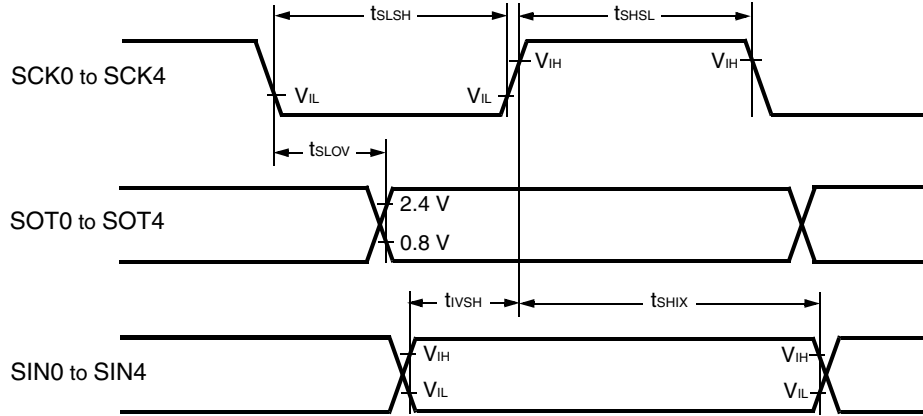 tSLSH tSHSL
SCK0 to SCK4
VIH VIH
VIL VIL
tSLOV
SOT0 to SOT4
2.4 V
0.8 V
tIVSH tSHIX
SIN0 to SIN4
VIH VIH
VIL VIL